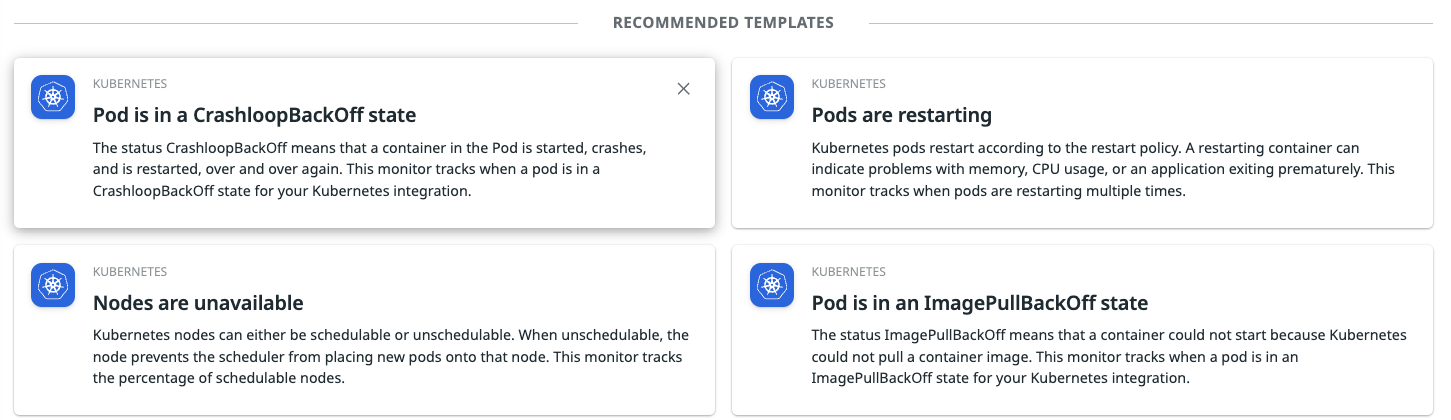 RECOMMENDED TEMPLATES
KUBERNETES
Pod is in a CrashloopBackOff state
The status CrashloopBackOff means that a container in the Pod is started, crashes,
and is restarted, over and over again. This monitor tracks when a pod is in a
CrashloopBackOff state for your Kubernetes integration.
KUBERNETES
Pods are restarting
Kubernetes pods restart according to the restart policy. A restarting container can
indicate problems with memory, CPU usage, or an application exiting prematurely. This
monitor tracks when pods are restarting multiple times.
KUBERNETES
Nodes are unavailable
Kubernetes nodes can either be schedulable or unschedulable. When unschedulable, the
node prevents the scheduler from placing new pods onto that node. This monitor tracks
the percentage of schedulable nodes.
KUBERNETES
Pod is in an ImagePullBackOff state
The status ImagePullBackOff means that a container could not start because Kubernetes
could not pull a container image. This monitor tracks when a pod is in an
ImagePullBackOff state for your Kubernetes integration.